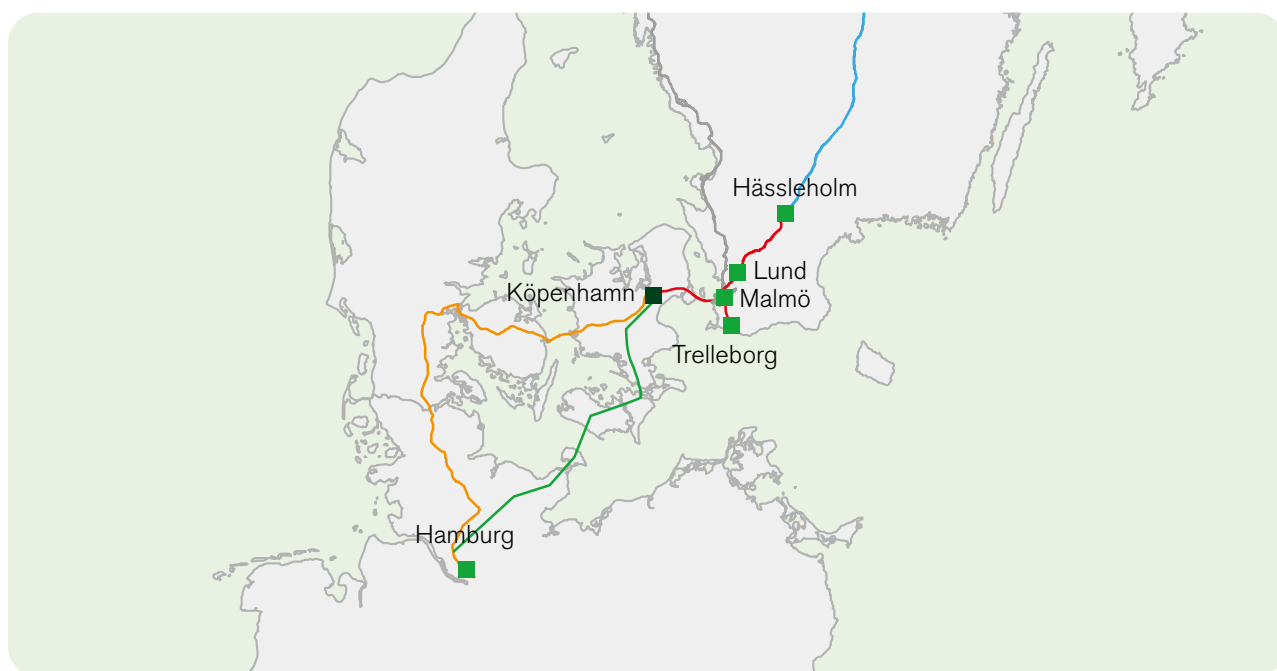 Hässleholm
Lund
Köpenhamn
Malmö
Trelleborg
Hamburg